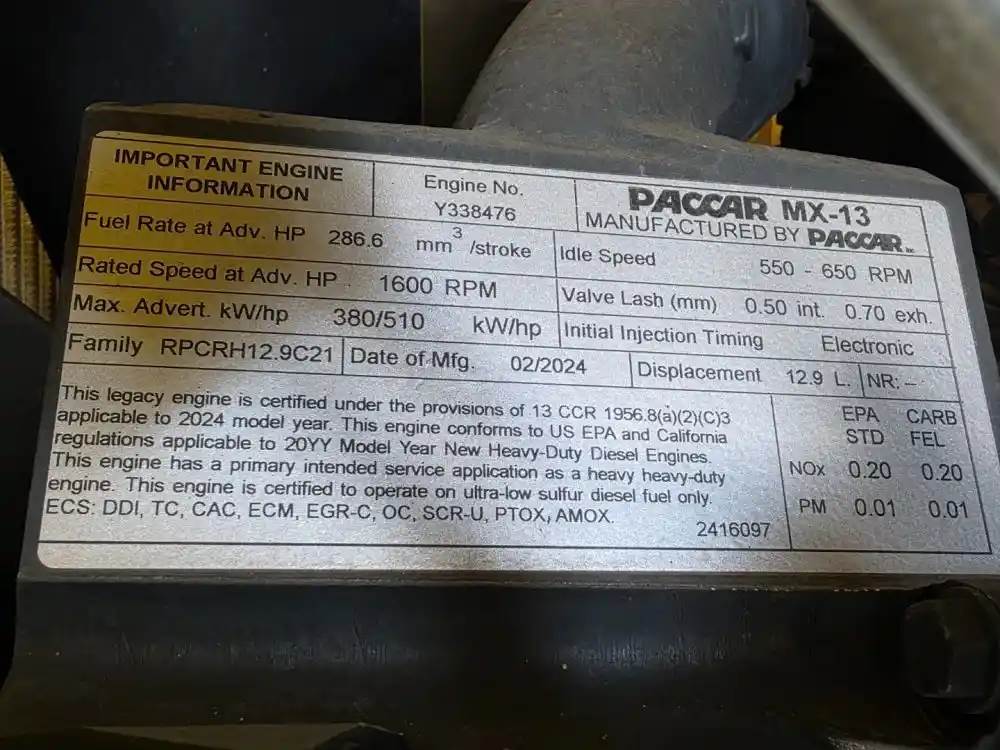 IMPORTANT ENGINE
INFORMATION
Engine No.
Y338476
PACCAR MX-13
MANUFACTURED BY PACCAR INC
Fuel Rate at Adv. HP 286.6 mm3 /stroke
Idle Speed 550 - 650 RPM
Rated Speed at Adv. HP 1600 RPM
Valve Lash (mm) 0.50 int. 0.70 exh.
Max. Advert. kW/hp 380/510 kW/hp
Initial Injection Timing Electronic
Family RPCRH12.9C21
Date of Mfg. 02/2024
Displacement 12.9 L.
NR: --
This legacy engine is certified under the provisions of 13 CCR 1956.8(a)(2)(C)3
applicable to 2024 model year. This engine conforms to US EPA and California
regulations applicable to 20YY Model Year New Heavy-Duty Diesel Engines.
This engine has a primary intended service application as a heavy heavy-duty
engine. This engine is certified to operate on ultra-low sulfur diesel fuel only.
ECS: DDI, TC, CAC, ECM, EGR-C, OC, SCR-U, PTOX, AMOX.
2416097
EPA CARB
STD FEL
NOx 0.20 0.20
PM 0.01 0.01